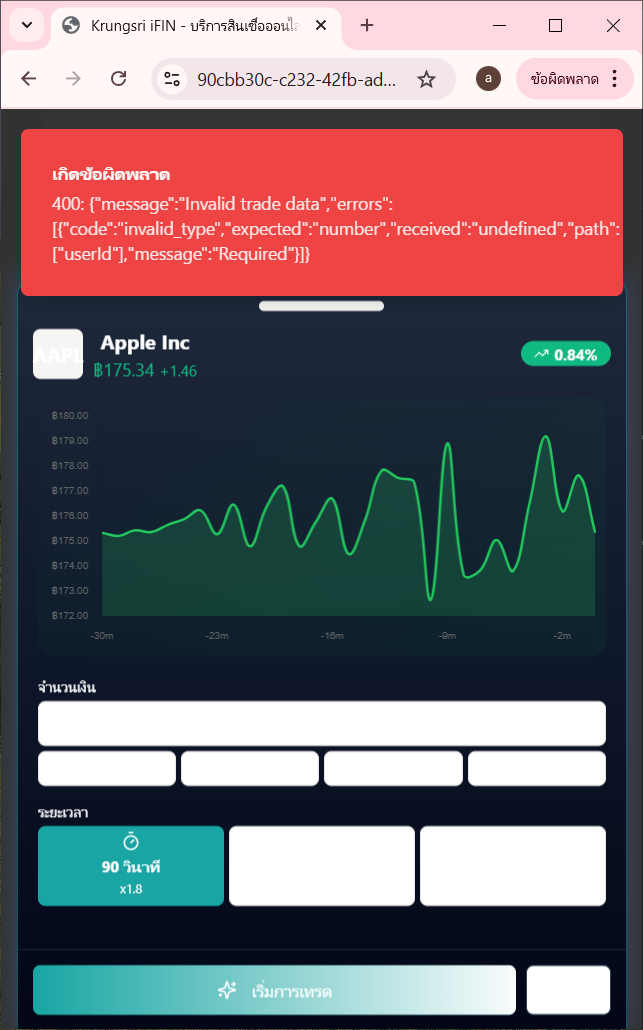 Krungsri iFIN - บริการสินเชื่อออนไล
90cbb30c-c232-42fb-ad...
a
ข้อผิดพลาด
เกิดข้อผิดพลาด
400: {"message":"Invalid trade data","errors":
[{"code":"invalid_type","expected":"number","received":"undefined","path":
["userId"],"message":"Required"}]}
AAPL
Apple Inc
฿175.34 +1.46
0.84%
฿180.00
฿179.00
฿178.00
฿177.00
฿176.00
฿175.00
฿174.00
฿173.00
฿172.00
-30m -23m -16m -9m -2m
จำนวนเงิน
ระยะเวลา
90 วินาที
x1.8
เริ่มการเทรด